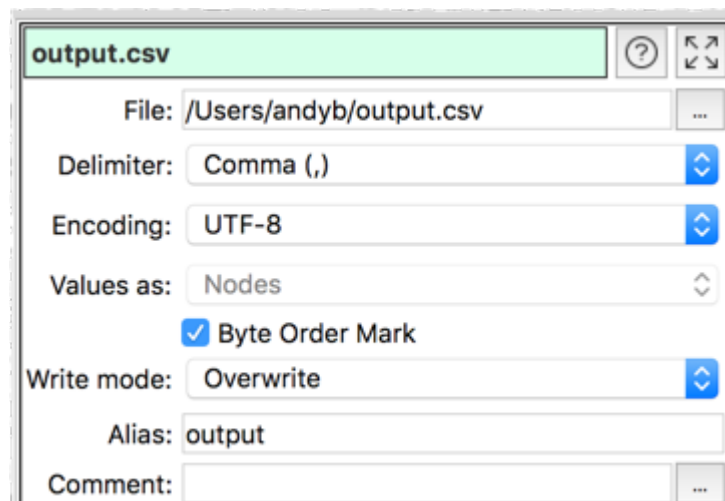 output.csv ?
File: /Users/andyb/output.csv ...
Delimiter: Comma (,)
Encoding: UTF-8
Values as: Nodes
Byte Order Mark
Write mode: Overwrite
Alias: output
Comment: ...